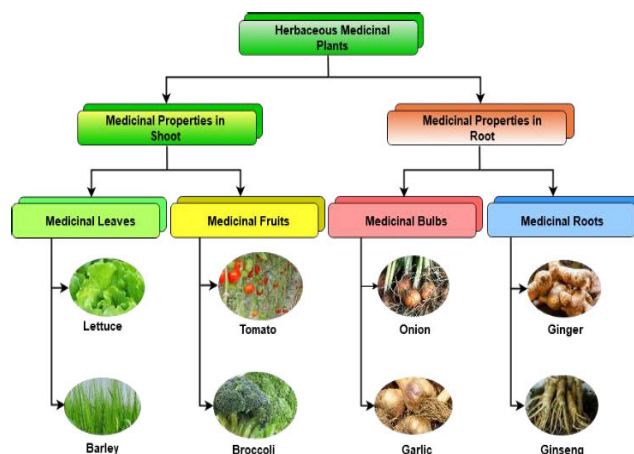 Herbaceous Medicinal
Plants
Medicinal Properties in
Shoot
Medicinal Properties in
Root
Medicinal Leaves
Medicinal Fruits
Medicinal Bulbs
Medicinal Roots
Lettuce
Tomato
Onion
Ginger
Barley
Broccoli
Garlic
Ginseng